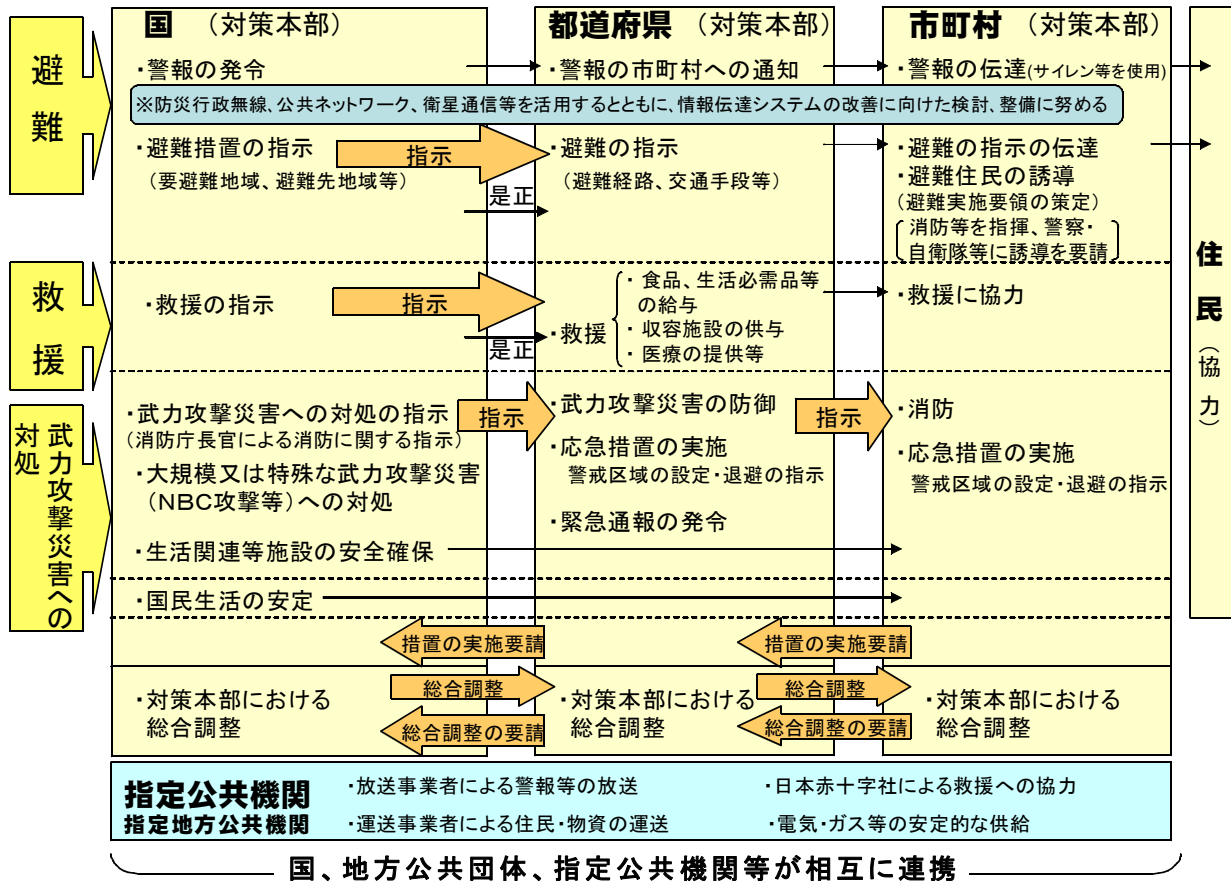 避難
救援
武力攻撃災害への
対処
国 (対策本部)
都道府県 (対策本部)
市町村 (対策本部)
・警報の発令
・警報の市町村への通知
・警報の伝達(サイレン等を使用)
※防災行政無線、公共ネットワーク、衛星通信等を活用するとともに、情報伝達システムの改善に向けた検討、整備に努める
・避難措置の指示
(要避難地域、避難先地域等)
指示
是正
・避難の指示
(避難経路、交通手段等)
・避難の指示の伝達
・避難住民の誘導
(避難実施要領の策定)
消防等を指揮、警察・
自衛隊等に誘導を要請
・救援の指示
指示
是正
・救援
・ 食品、生活必需品等
の給与
・ 収容施設の供与
・ 医療の提供等
・救援に協力
・武力攻撃災害への対処の指示
(消防庁長官による消防に関する指示)
・大規模又は特殊な武力攻撃災害
(NBC攻撃等)への対処
・生活関連等施設の安全確保
指示
・武力攻撃災害の防御
・応急措置の実施
警戒区域の設定・退避の指示
・緊急通報の発令
指示
・消防
・応急措置の実施
警戒区域の設定・退避の指示
・国民生活の安定
措置の実施要請
措置の実施要請
・対策本部における
総合調整
総合調整
総合調整の要請
・対策本部における
総合調整
総合調整
総合調整の要請
・対策本部における
総合調整
住民(協力)
指定公共機関
指定地方公共機関
・放送事業者による警報等の放送
・日本赤十字社による救援への協力
・運送事業者による住民・物資の運送
・電気・ガス等の安定的な供給
国、地方公共団体、指定公共機関等が相互に連携